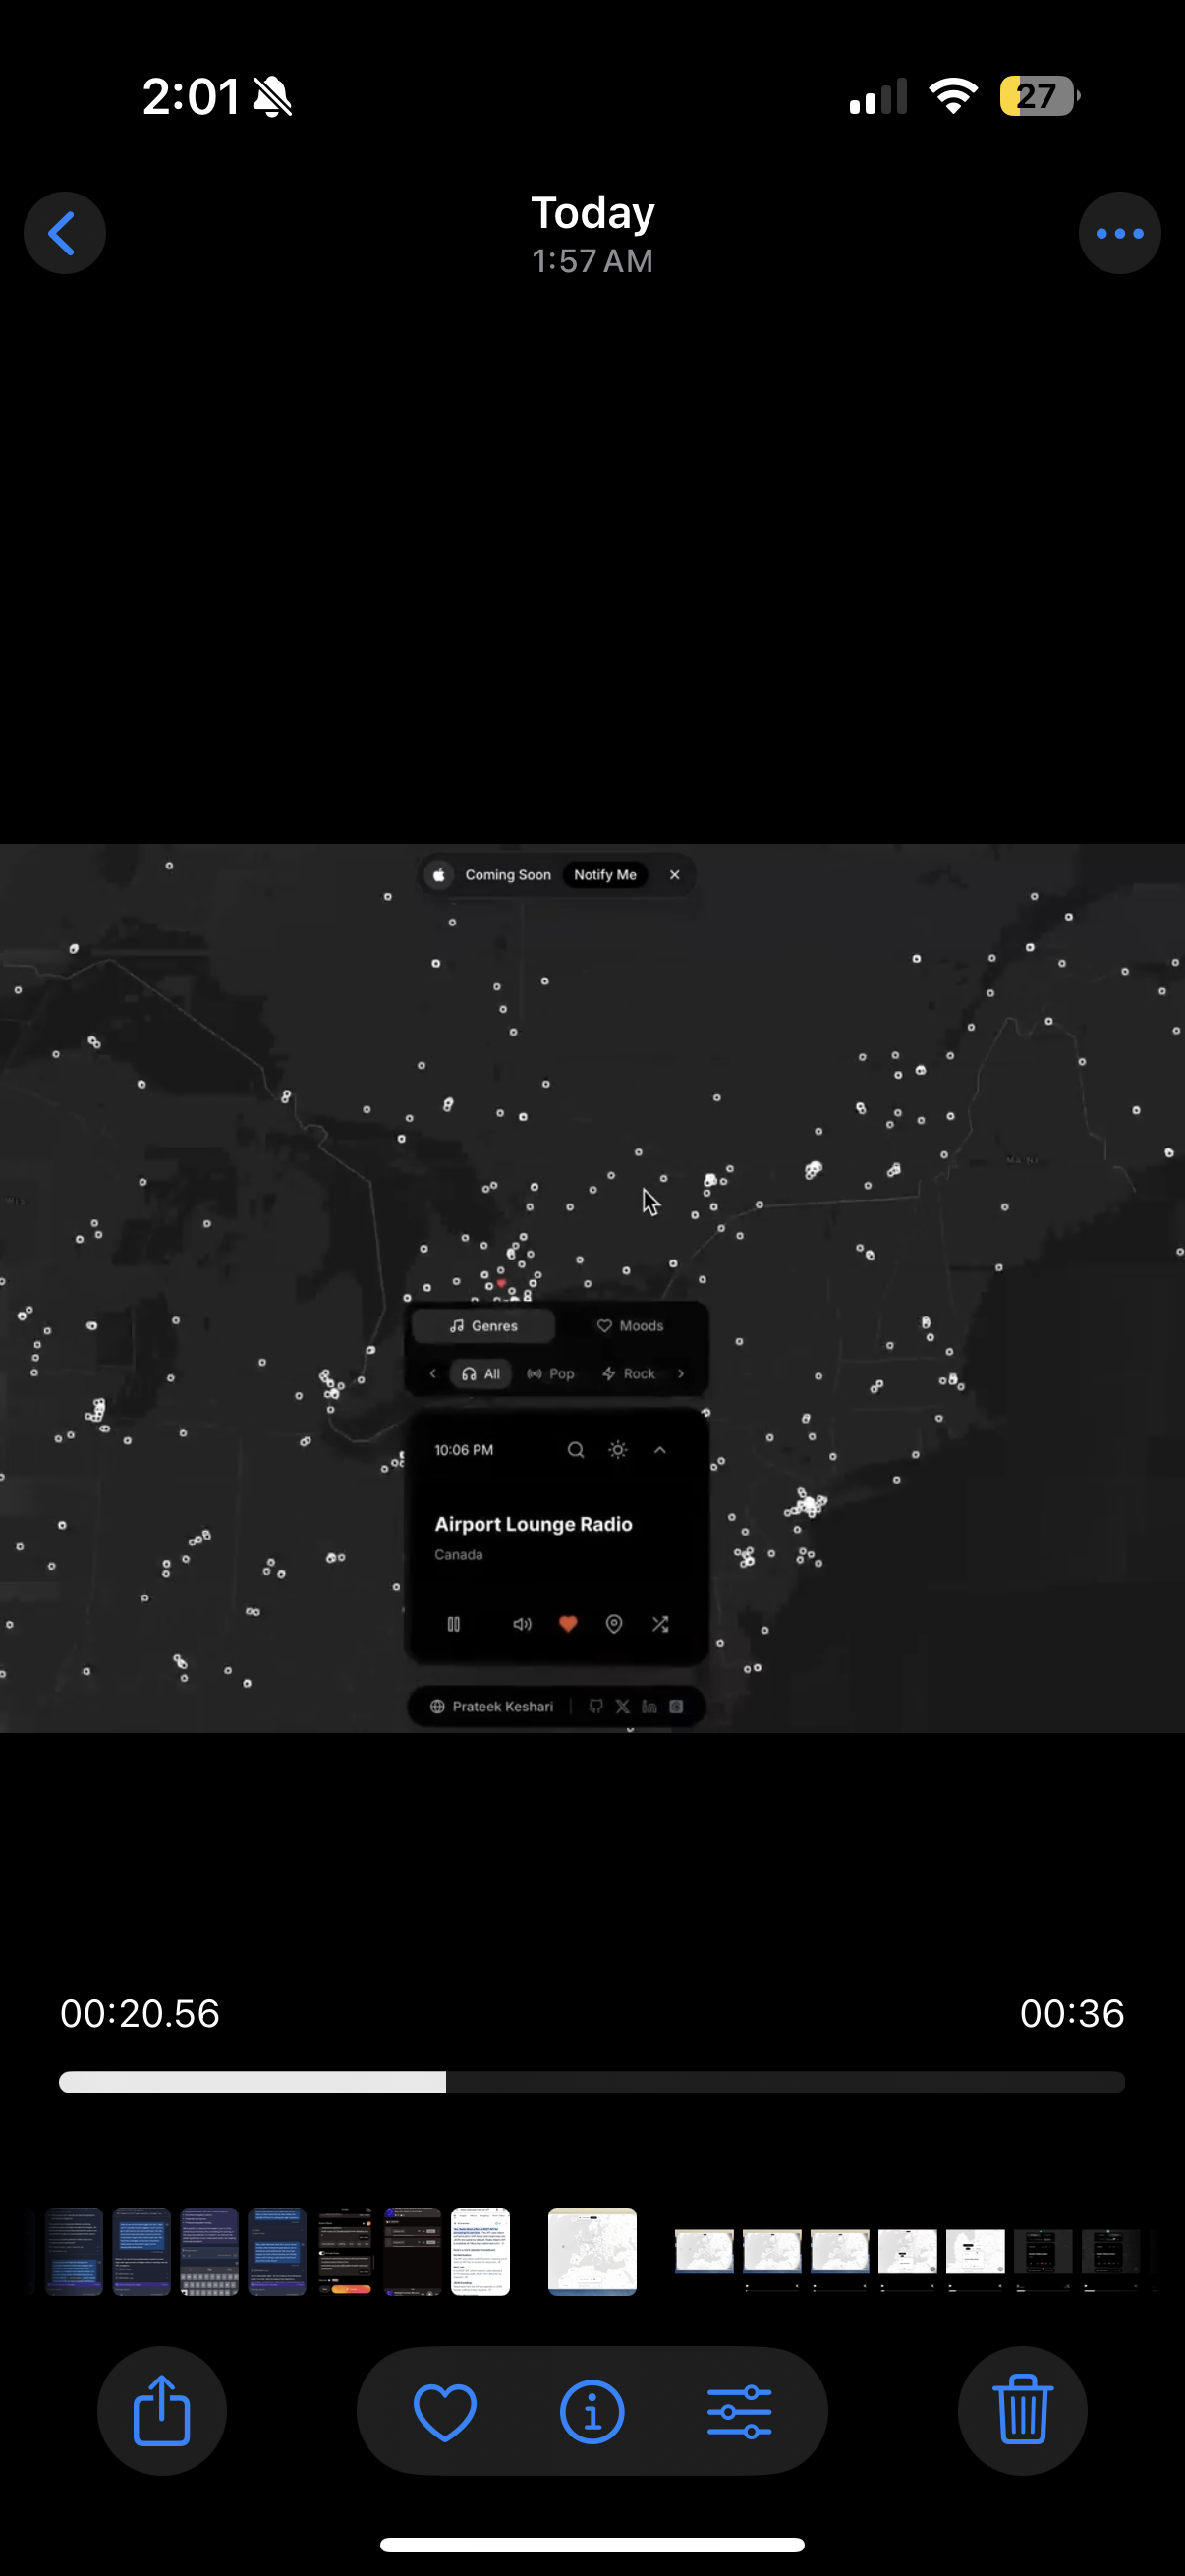 2:01
27
Today
1:57 AM
Coming Soon Notify Me
Genres Moods
All Pop Rock
10:06 PM
Airport Lounge Radio
Canada
Prateek Keshari
00:20.56 00:36